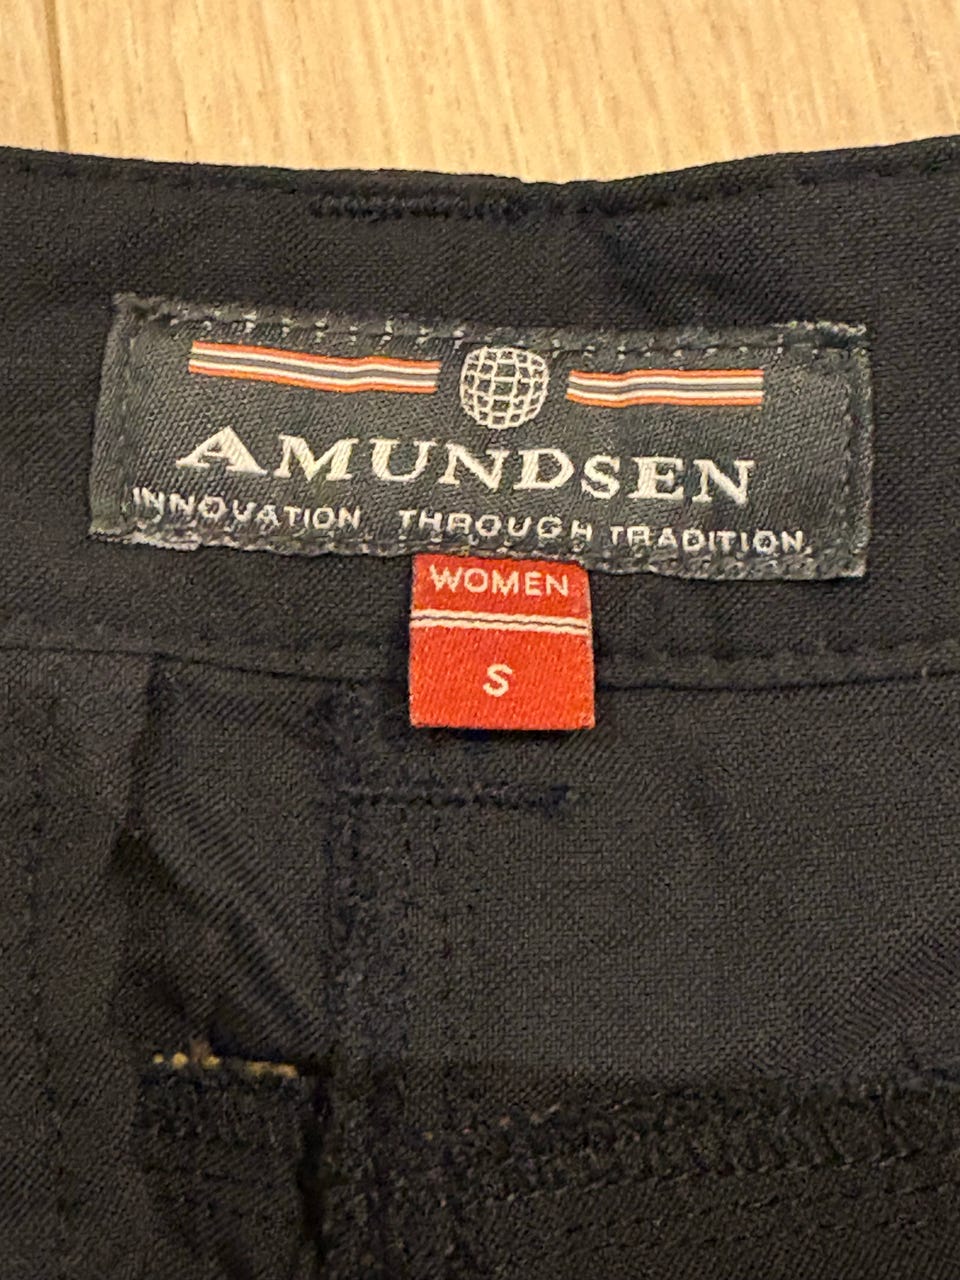 AMUNDSEN
INNOVATION THROUGH TRADITION
WOMEN
S